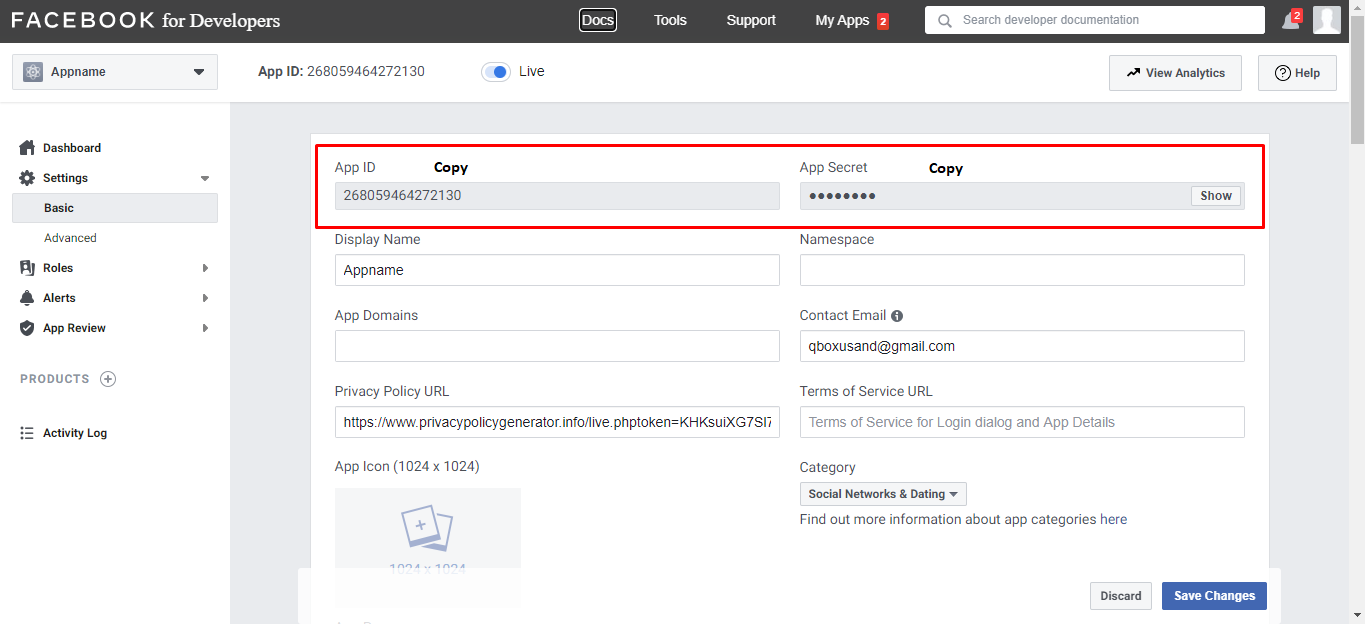 FACEBOOK for Developers
Docs
Tools
Support
My Apps 2
Search developer documentation
2
Appname
App ID: 268059464272130
Live
View Analytics
Help
Dashboard
Settings
Basic
Advanced
Roles
Alerts
App Review
PRODUCTS
Activity Log
App ID Copy
268059464272130
App Secret Copy
●●●●●●●● Show
Display Name
Appname
Namespace
App Domains
Contact Email
qboxusand@gmail.com
Privacy Policy URL
https://www.privacypolicygenerator.info/live.phptoken=KHKsuiXG7SI7
Terms of Service URL
Terms of Service for Login dialog and App Details
App Icon (1024 x 1024)
1024 x 1024
Category
Social Networks & Dating
Find out more information about app categories here
Discard
Save Changes